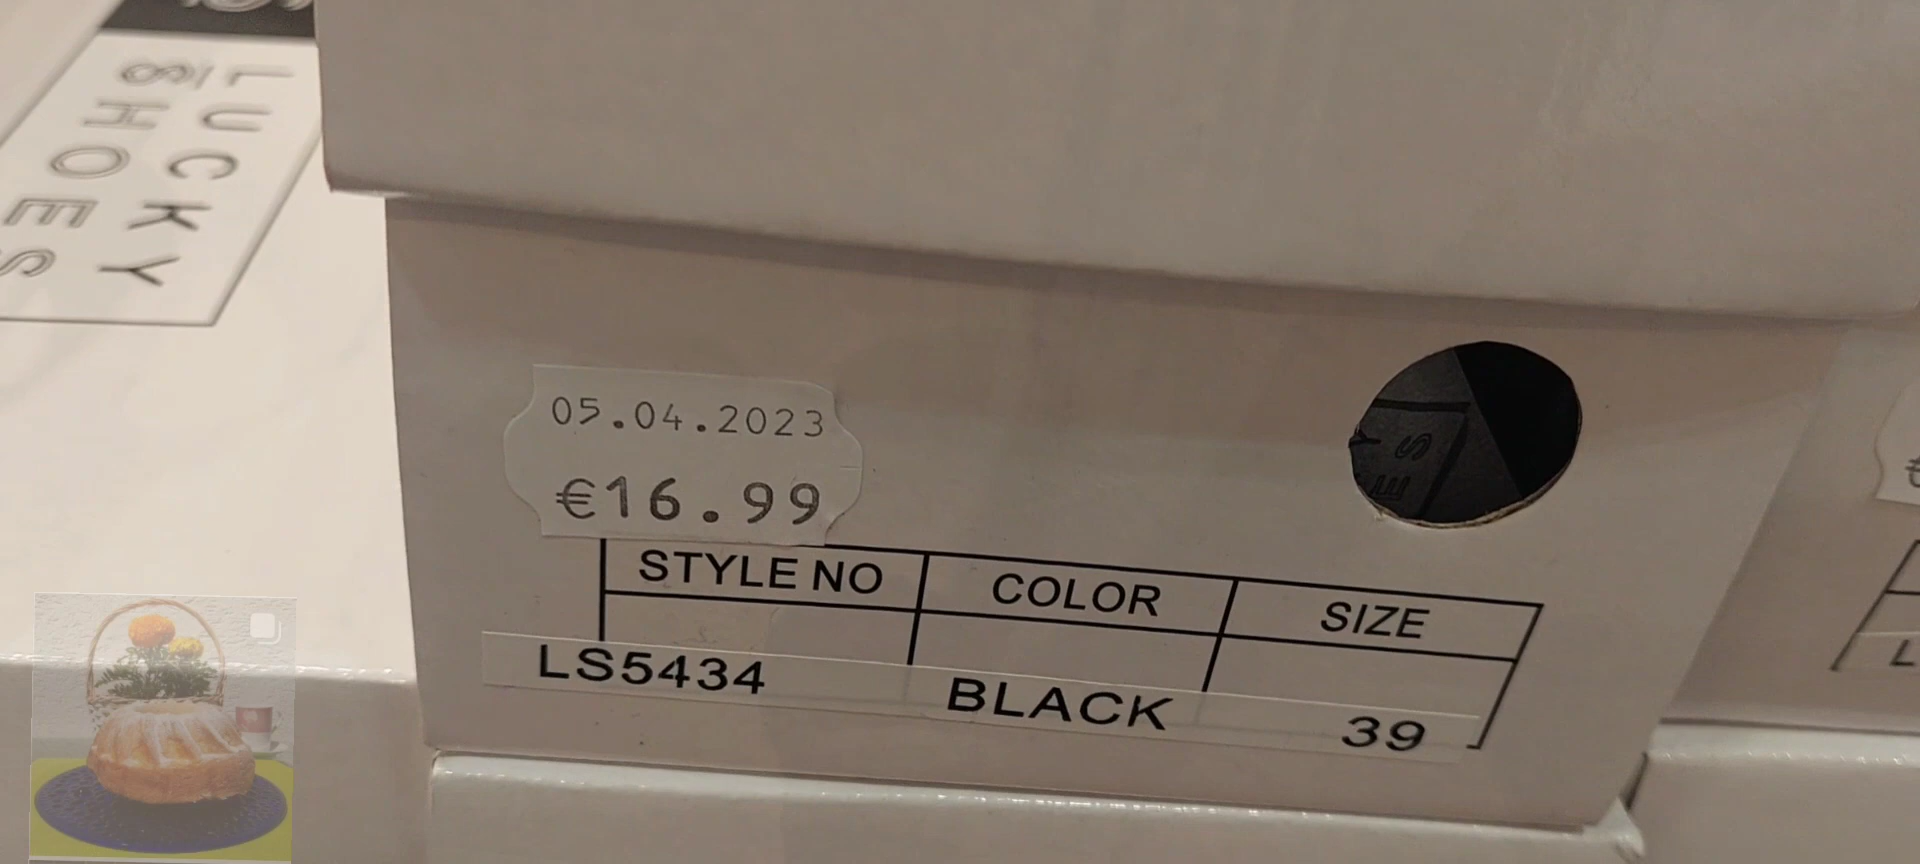 LUCKY
SHOES
05.04.2023
€16.99
STYLE NO COLOR SIZE
LS5434 BLACK 39